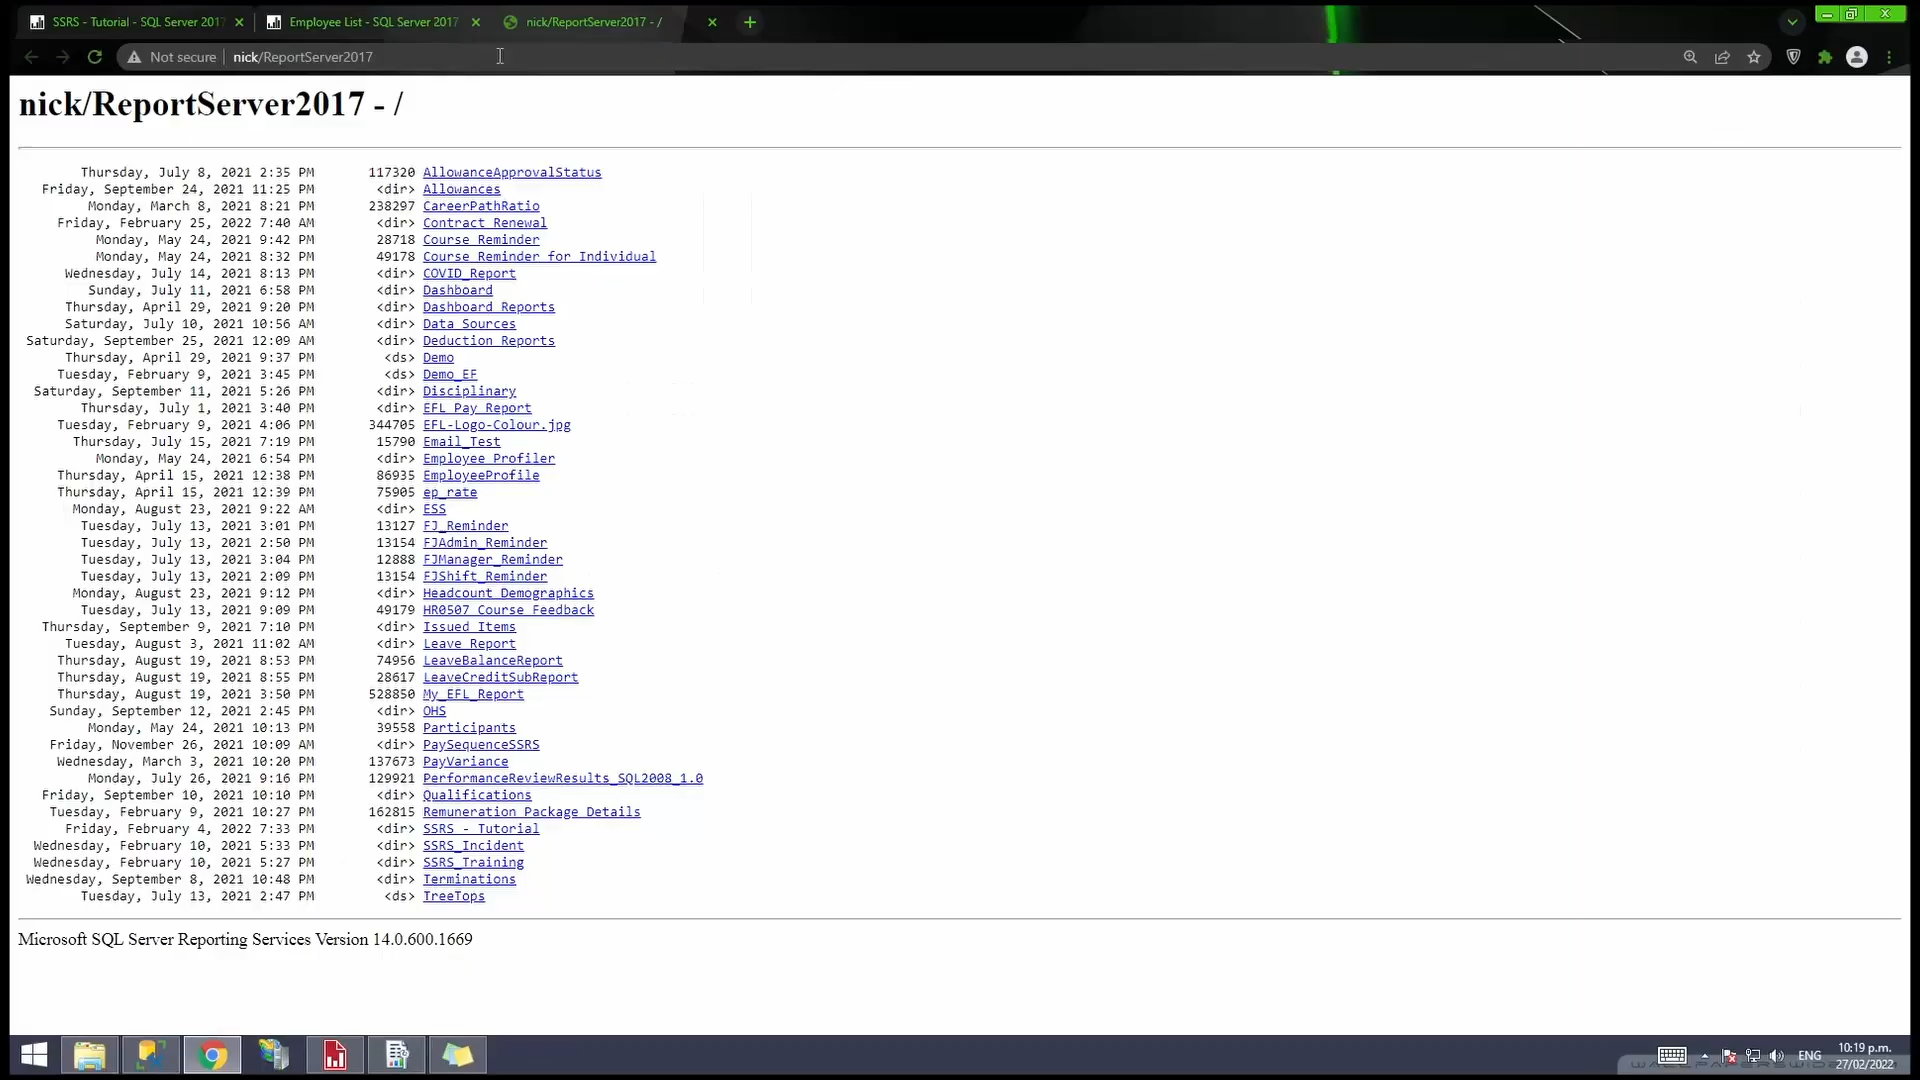 SSRS - Tutorial - SQL Server 2017
Employee List - SQL Server 2017
nick/ReportServer2017 - /
Not secure
nick/ReportServer2017
nick/ReportServer2017 - /
Thursday, July 8, 2021 2:35 PM 117320 AllowanceApprovalStatus
Friday, September 24, 2021 11:25 PM <dir> Allowances
Monday, March 8, 2021 8:21 PM 238297 CareerPathRatio
Friday, February 25, 2022 7:40 AM <dir> Contract Renewal
Monday, May 24, 2021 9:42 PM 28718 Course Reminder
Monday, May 24, 2021 8:32 PM 49178 Course Reminder for Individual
Wednesday, July 14, 2021 8:13 PM <dir> COVID_Report
Sunday, July 11, 2021 6:58 PM <dir> Dashboard
Thursday, April 29, 2021 9:20 PM <dir> Dashboard Reports
Saturday, July 10, 2021 10:56 AM <dir> Data Sources
Saturday, September 25, 2021 12:09 AM <dir> Deduction Reports
Thursday, April 29, 2021 9:37 PM <ds> Demo
Tuesday, February 9, 2021 3:45 PM <ds> Demo_EF
Saturday, September 11, 2021 5:26 PM <dir> Disciplinary
Thursday, July 1, 2021 3:40 PM <dir> EFL Pay Report
Tuesday, February 9, 2021 4:06 PM 344705 EFL-Logo-Colour.jpg
Thursday, July 15, 2021 7:19 PM 15790 Email_Test
Monday, May 24, 2021 6:54 PM <dir> Employee Profiler
Thursday, April 15, 2021 12:38 PM 86935 EmployeeProfile
Thursday, April 15, 2021 12:39 PM 75905 ep_rate
Monday, August 23, 2021 9:22 AM <dir> ESS
Tuesday, July 13, 2021 3:01 PM 13127 FJ_Reminder
Tuesday, July 13, 2021 2:50 PM 13154 FJAdmin_Reminder
Tuesday, July 13, 2021 3:04 PM 12888 FJManager_Reminder
Tuesday, July 13, 2021 2:09 PM 13154 FJShift_Reminder
Monday, August 23, 2021 9:12 PM <dir> Headcount Demographics
Tuesday, July 13, 2021 9:09 PM 49179 HR0507 Course Feedback
Thursday, September 9, 2021 7:10 PM <dir> Issued Items
Tuesday, August 3, 2021 11:02 AM <dir> Leave Report
Thursday, August 19, 2021 8:53 PM 74956 LeaveBalanceReport
Thursday, August 19, 2021 8:55 PM 28617 LeaveCreditSubReport
Thursday, August 19, 2021 3:50 PM 528850 My_EFL_Report
Sunday, September 12, 2021 2:45 PM <dir> OHS
Monday, May 24, 2021 10:13 PM 39558 Participants
Friday, November 26, 2021 10:09 AM <dir> PaySequenceSSRS
Wednesday, March 3, 2021 10:20 PM 137673 PayVariance
Monday, July 26, 2021 9:16 PM 129921 PerformanceReviewResults_SQL2008_1.0
Friday, September 10, 2021 10:10 PM <dir> Qualifications
Tuesday, February 9, 2021 10:27 PM 162815 Remuneration Package Details
Friday, February 4, 2022 7:33 PM <dir> SSRS - Tutorial
Wednesday, February 10, 2021 5:33 PM <dir> SSRS_Incident
Wednesday, February 10, 2021 5:27 PM <dir> SSRS_Training
Wednesday, September 8, 2021 10:48 PM <dir> Terminations
Tuesday, July 13, 2021 2:47 PM <ds> TreeTops
Microsoft SQL Server Reporting Services Version 14.0.600.1669
ENG
10:19 p.m.
27/02/2022